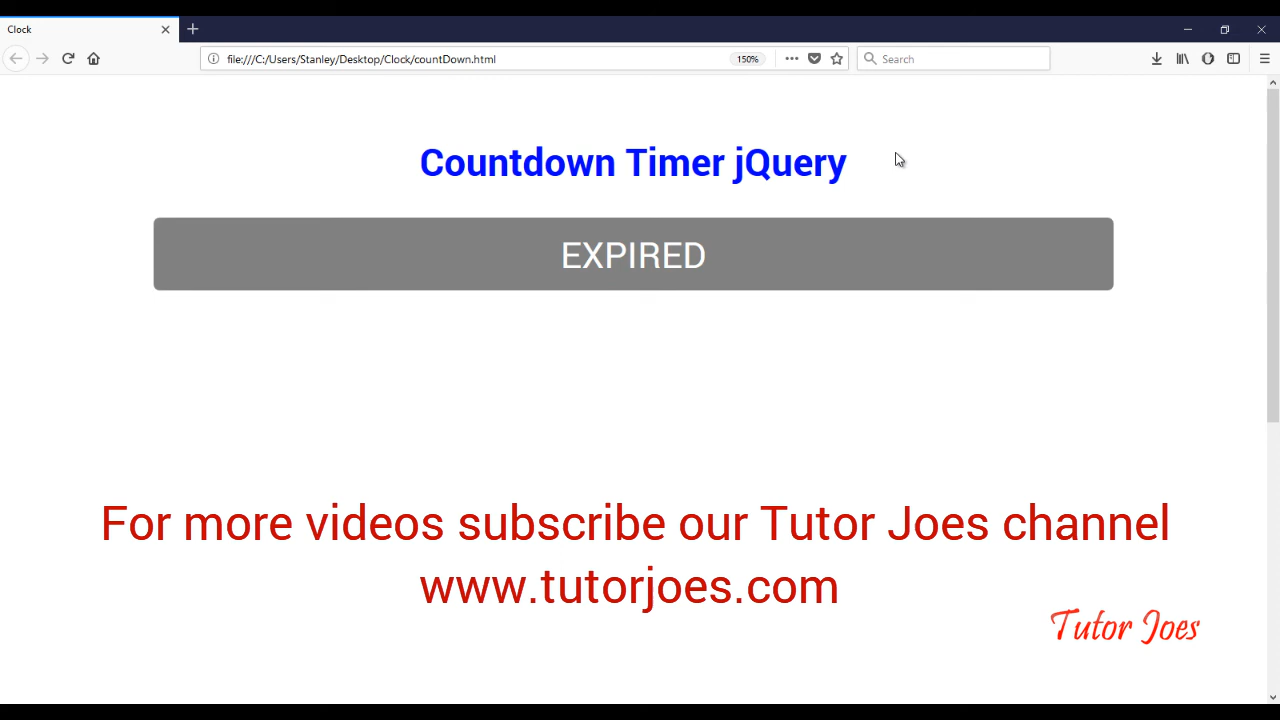 Clock
file:///C:/Users/Stanley/Desktop/Clock/countDown.html
150%
Search
Countdown Timer jQuery
EXPIRED
For more videos subscribe our Tutor Joes channel
www.tutorjoes.com
Tutor Joes